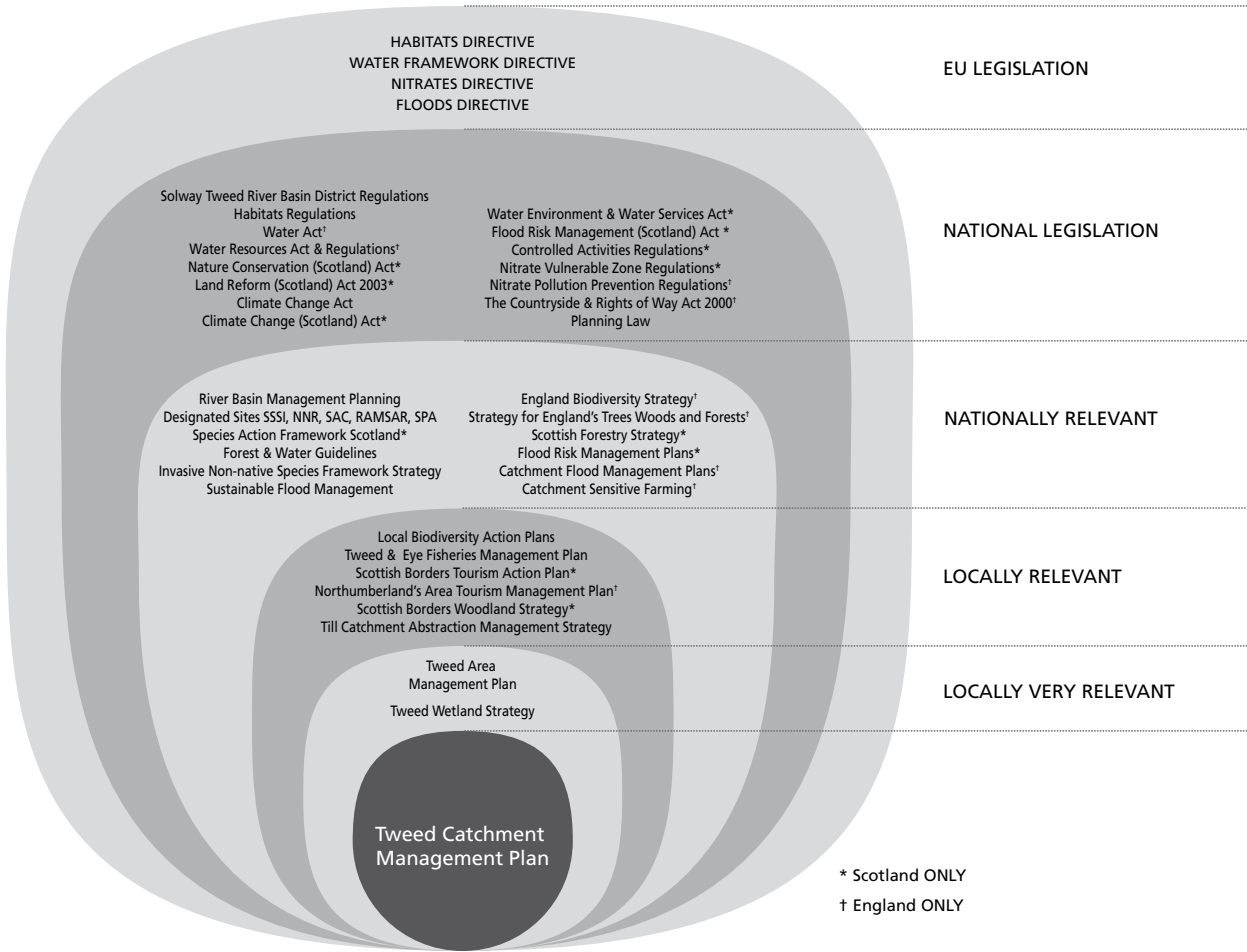 HABITATS DIRECTIVE
WATER FRAMEWORK DIRECTIVE
NITRATES DIRECTIVE
FLOODS DIRECTIVE
EU LEGISLATION
Solway Tweed River Basin District Regulations
Habitats Regulations
Water Act†
Water Resources Act & Regulations†
Nature Conservation (Scotland) Act*
Land Reform (Scotland) Act 2003*
Climate Change Act
Climate Change (Scotland) Act*
Water Environment & Water Services Act*
Flood Risk Management (Scotland) Act *
Controlled Activities Regulations*
Nitrate Vulnerable Zone Regulations*
Nitrate Pollution Prevention Regulations†
The Countryside & Rights of Way Act 2000†
Planning Law
NATIONAL LEGISLATION
River Basin Management Planning
Designated Sites SSSI, NNR, SAC, RAMSAR, SPA
Species Action Framework Scotland*
Forest & Water Guidelines
Invasive Non-native Species Framework Strategy
Sustainable Flood Management
England Biodiversity Strategy†
Strategy for England's Trees Woods and Forests†
Scottish Forestry Strategy*
Flood Risk Management Plans*
Catchment Flood Management Plans†
Catchment Sensitive Farming†
NATIONALLY RELEVANT
Local Biodiversity Action Plans
Tweed & Eye Fisheries Management Plan
Scottish Borders Tourism Action Plan*
Northumberland's Area Tourism Management Plan†
Scottish Borders Woodland Strategy*
Till Catchment Abstraction Management Strategy
LOCALLY RELEVANT
Tweed Area
Management Plan
Tweed Wetland Strategy
LOCALLY VERY RELEVANT
Tweed Catchment
Management Plan
* Scotland ONLY
† England ONLY